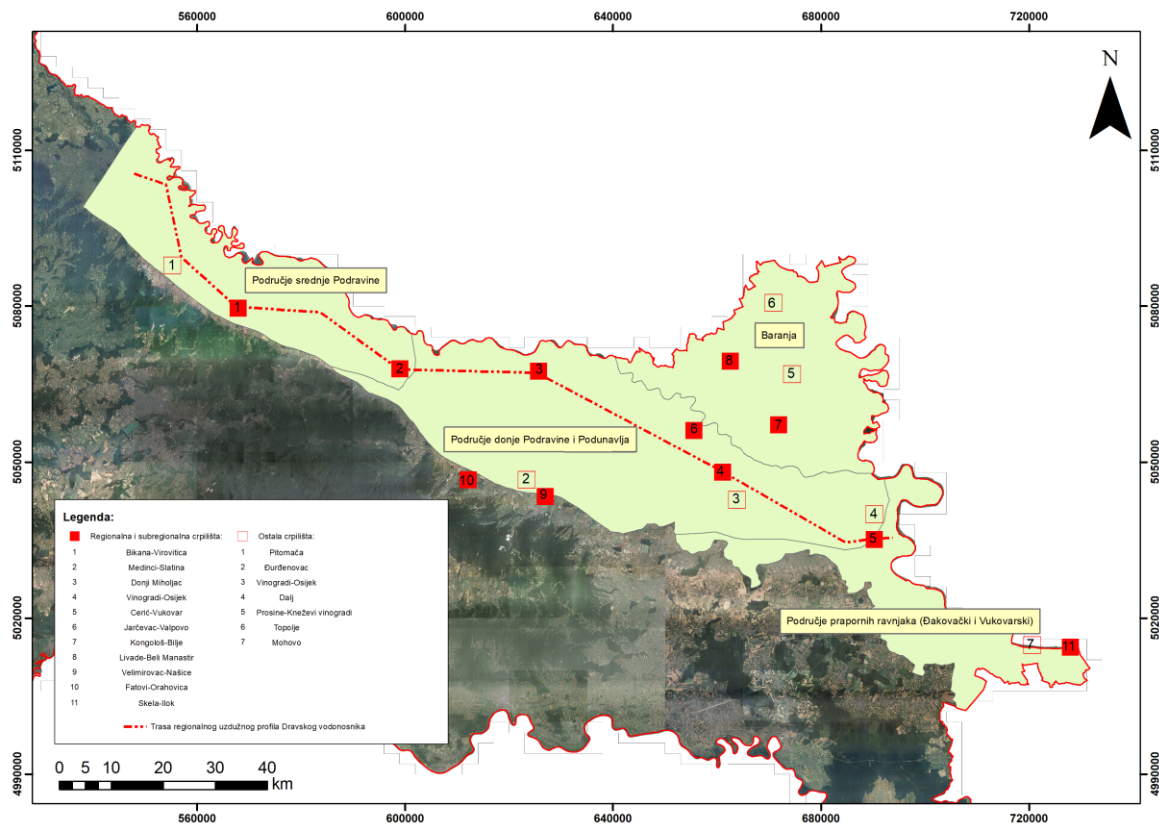 560000 600000 640000 680000 720000
N
5110000 5110000
5080000 5080000
5050000 5050000
5020000 5020000
4990000 4990000
Područje srednje Podravine
Baranja
Područje donje Podravine i Podunavlja
Područje prapornih ravnjaka (Đakovački i Vukovarski)
1
1
2
3
6
8
5
6
7
10
2
9
4
3
4
5
7
11
Legenda:
Regionalna i subregionalna crpilišta: Ostala crpilišta:
1 Bikana-Virovitica 1 Pitomača
2 Medinci-Slatina 2 Đurđenovac
3 Donji Miholjac 3 Vinogradi-Osijek
4 Vinogradi-Osijek 4 Dalj
5 Cerić-Vukovar 5 Prosine-Kneževi vinogradi
6 Jarčevac-Valpovo 6 Topolje
7 Kongološ-Bilje 7 Mohovo
8 Livade-Beli Manastir
9 Velimirovac-Našice
10 Fatovi-Orahovica
11 Skela-Ilok
Trasa regionalnog uzdužnog profila Dravskog vodonosnika
0 5 10 20 30 40
km
560000 600000 640000 680000 720000